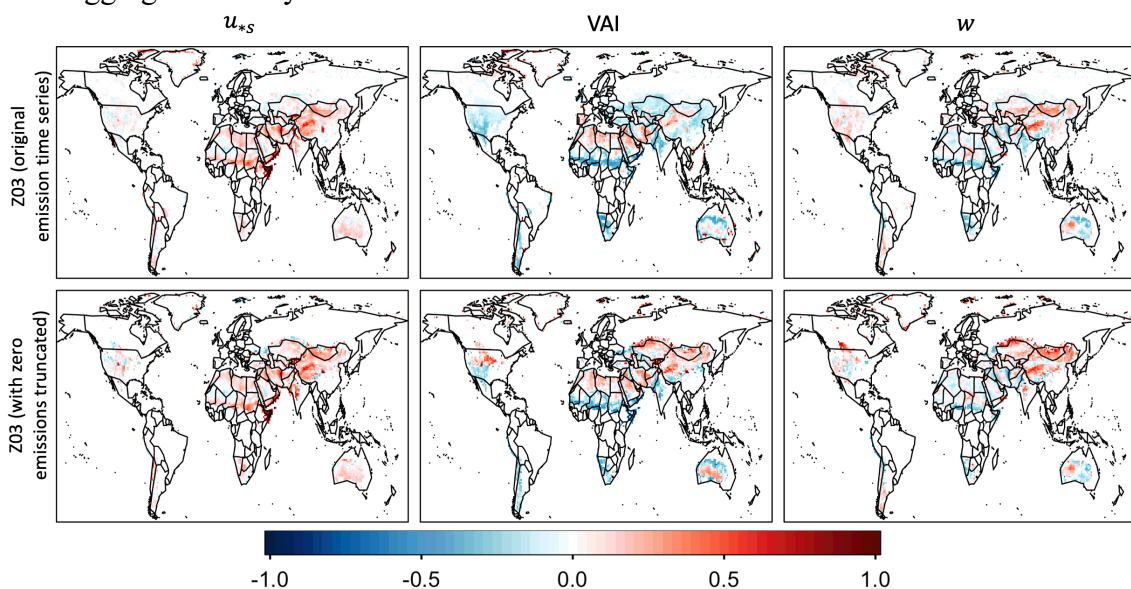 u*s VAI w
Z03 (original
emission time series)
Z03 (with zero
emissions truncated)
-1.0 -0.5 0.0 0.5 1.0